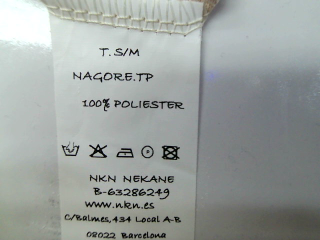 T. S/M
NAGORE.TP
100% POLIESTER
NKN NEKANE
B-63286249
www.nkn.es
C/Balmes, 434 Local A-B
08022 Barcelona